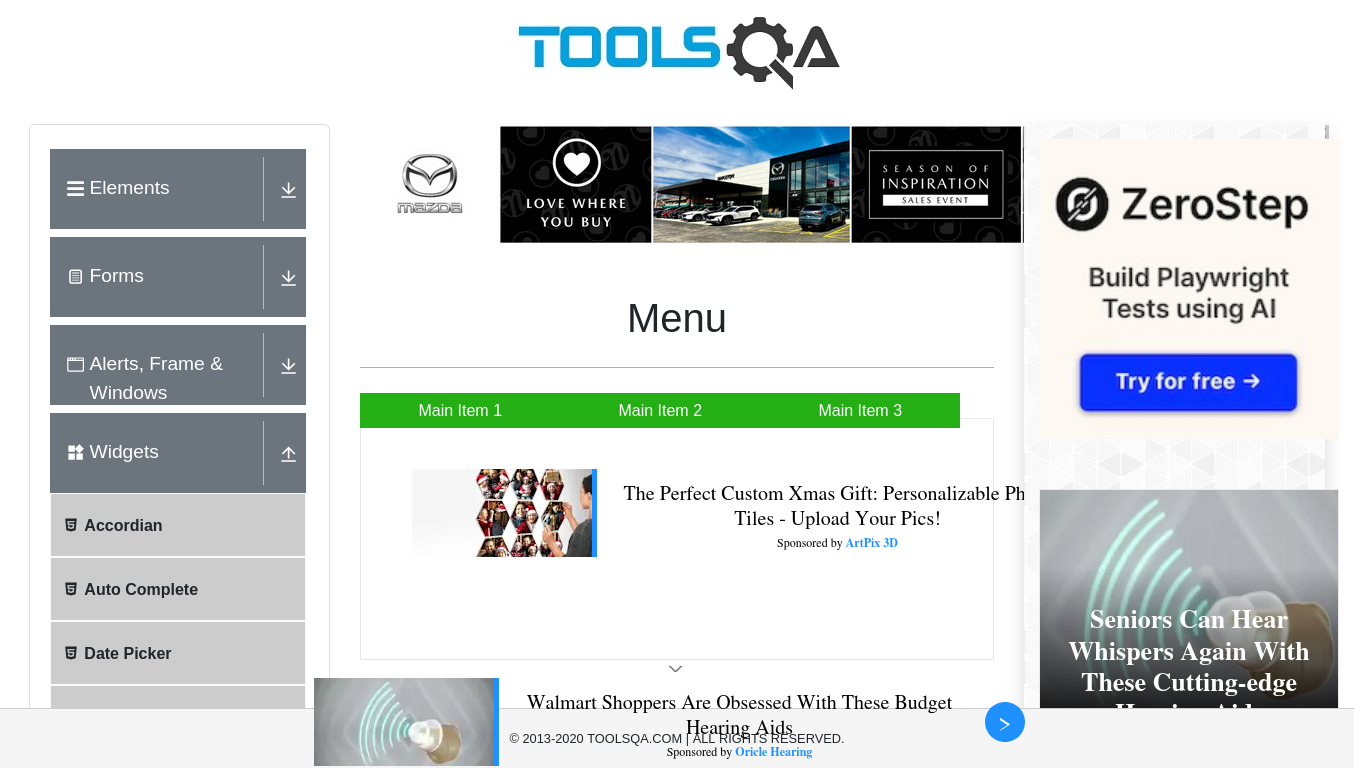 TOOLSQA
Elements
Forms
Alerts, Frame &
Windows
Widgets
Accordian
Auto Complete
Date Picker
mazda
LOVE WHERE
YOU BUY
SEASON OF
INSPIRATION
SALES EVENT
Menu
Main Item 1
Main Item 2
Main Item 3
The Perfect Custom Xmas Gift: Personalizable Ph
Tiles - Upload Your Pics!
Sponsored by ArtPix 3D
ZeroStep
Build Playwright
Tests using AI
Try for free →
Seniors Can Hear
Whispers Again With
These Cutting-edge
Walmart Shoppers Are Obsessed With These Budget
Hearing Aids
© 2013-2020 TOOLSQA.COM | ALL RIGHTS RESERVED.
Sponsored by Oricle Hearing